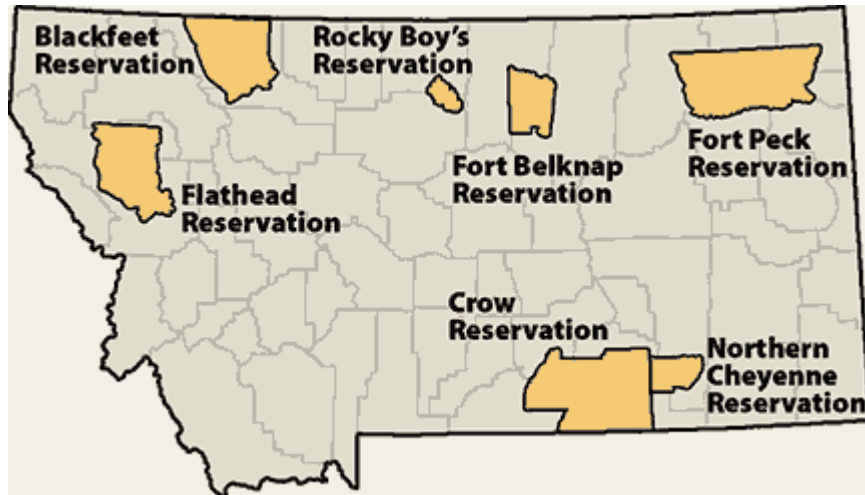 Blackfeet
Reservation
Rocky Boy's
Reservation
Fort Peck
Reservation
Fort Belknap
Reservation
Flathead
Reservation
Crow
Reservation
Northern
Cheyenne
Reservation